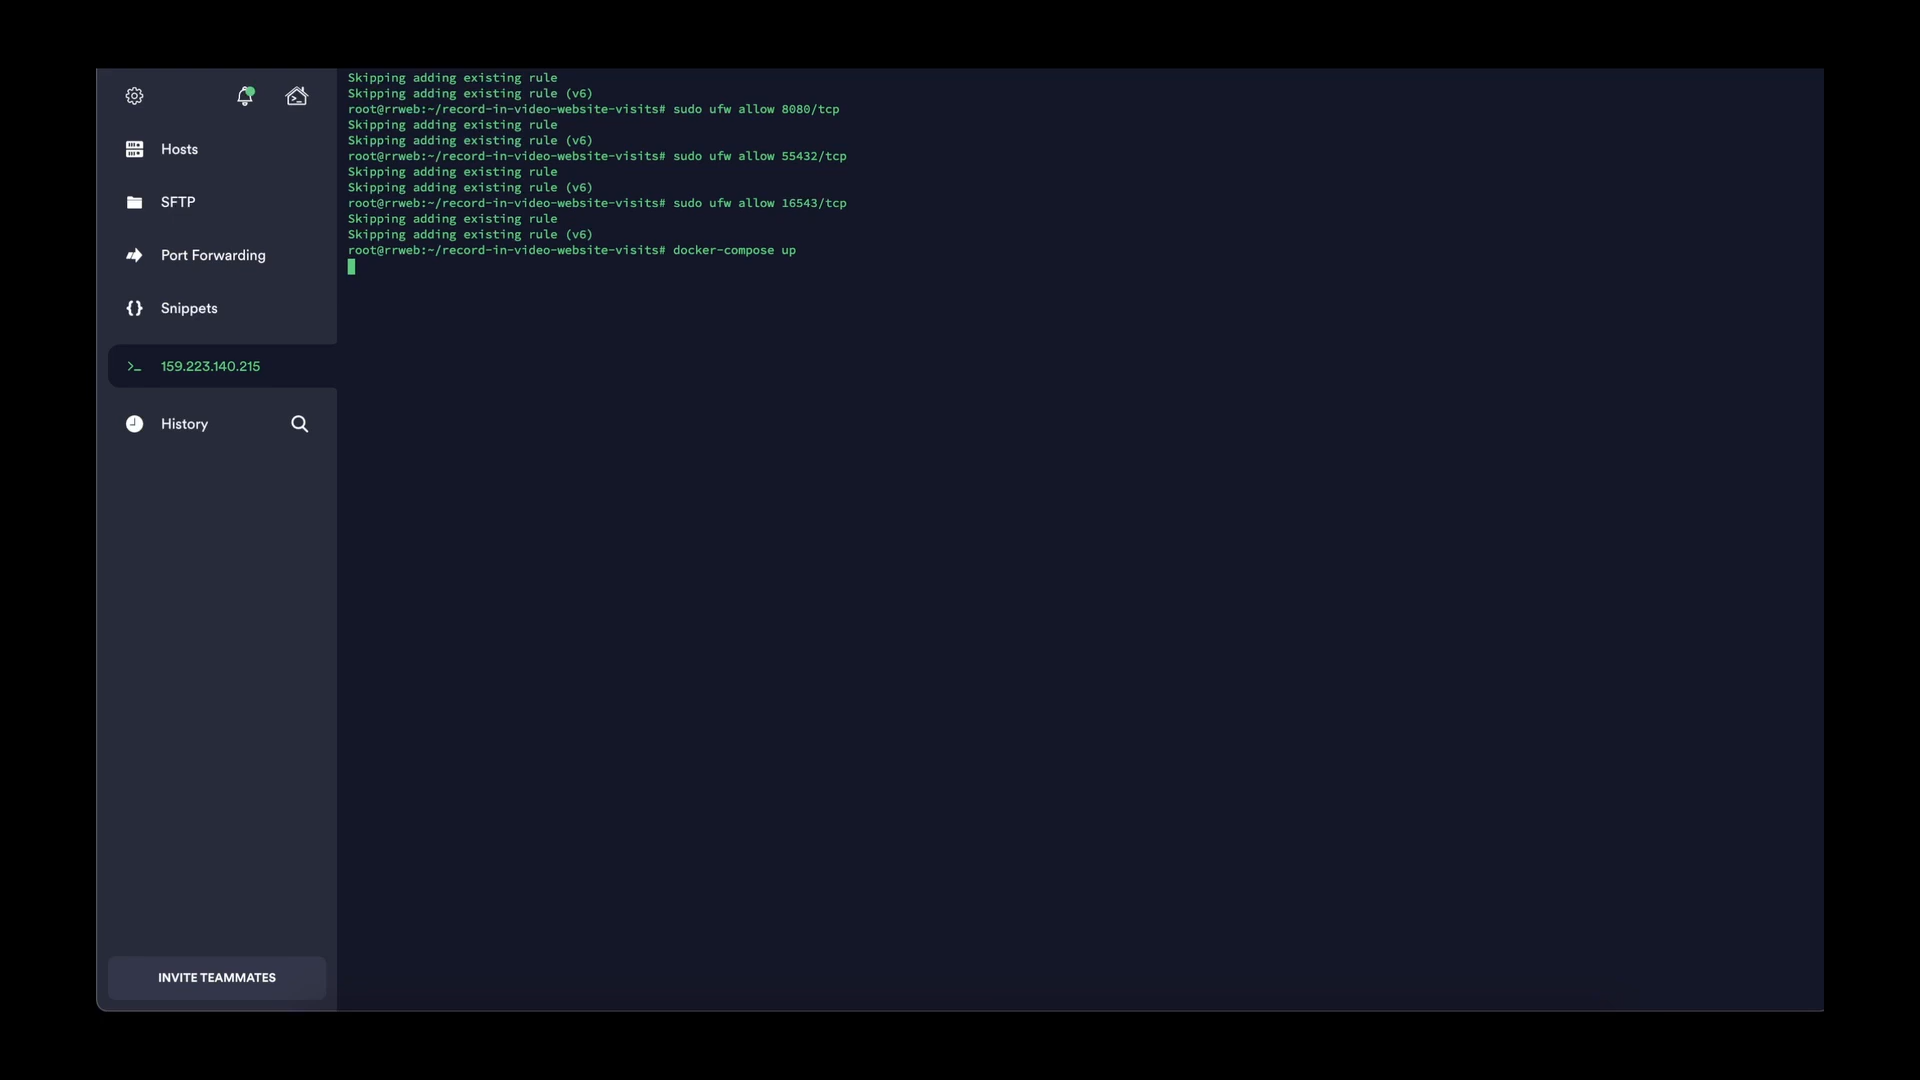 Hosts
SFTP
Port Forwarding
Snippets
>_ 159.223.140.215
History
INVITE TEAMMATES
Skipping adding existing rule
Skipping adding existing rule (v6)
root@rrweb:~/record-in-video-website-visits# sudo ufw allow 8080/tcp
Skipping adding existing rule
Skipping adding existing rule (v6)
root@rrweb:~/record-in-video-website-visits# sudo ufw allow 55432/tcp
Skipping adding existing rule
Skipping adding existing rule (v6)
root@rrweb:~/record-in-video-website-visits# sudo ufw allow 16543/tcp
Skipping adding existing rule
Skipping adding existing rule (v6)
root@rrweb:~/record-in-video-website-visits# docker-compose up